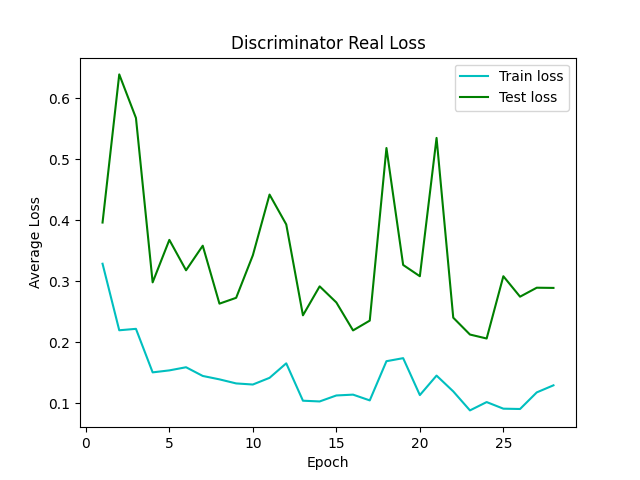 Discriminator Real Loss
Train loss
Test loss
Average Loss
0.6
0.5
0.4
0.3
0.2
0.1
0 5 10 15 20 25
Epoch